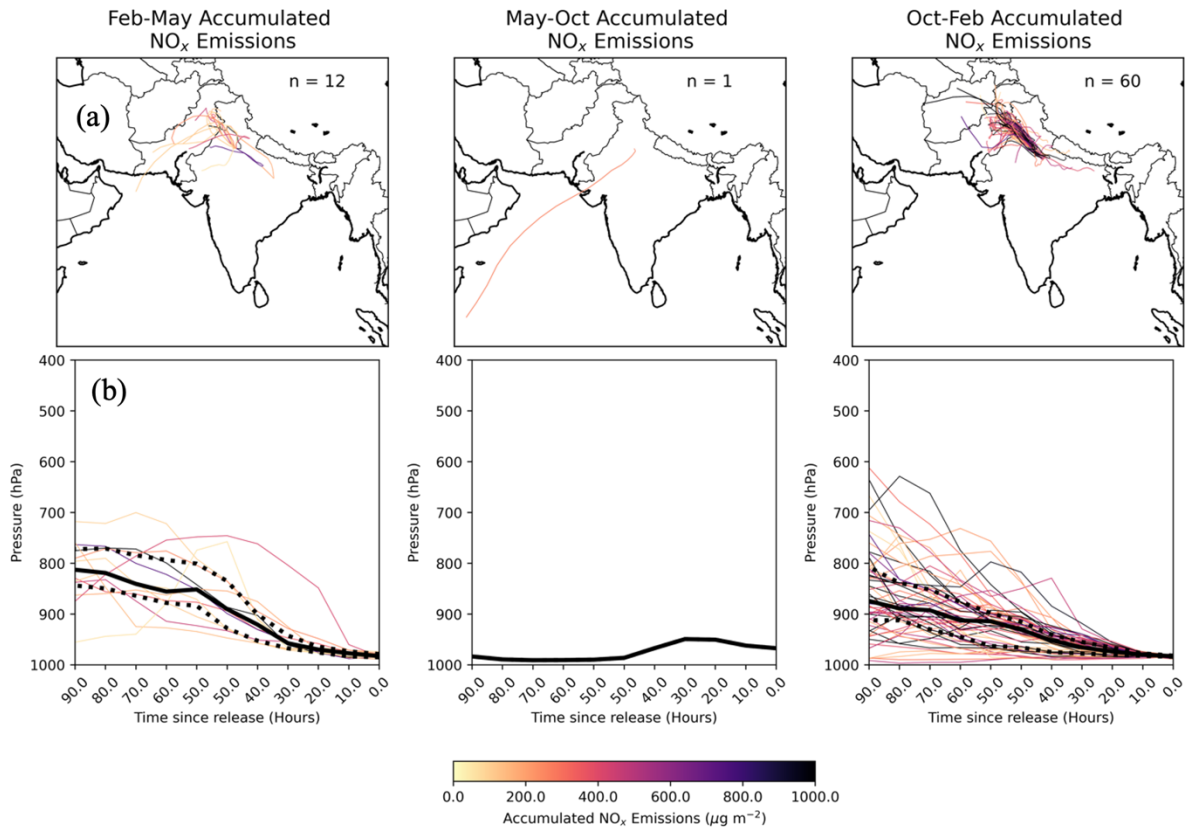 Feb-May Accumulated
NOx Emissions
May-Oct Accumulated
NOx Emissions
Oct-Feb Accumulated
NOx Emissions
(a)
n = 12
n = 1
n = 60
(b)
400
500
600
700
800
900
1000
Pressure (hPa)
90.0
80.0
70.0
60.0
50.0
40.0
30.0
20.0
10.0
0.0
Time since release (Hours)
400
500
600
700
800
900
1000
Pressure (hPa)
90.0
80.0
70.0
60.0
50.0
40.0
30.0
20.0
10.0
0.0
Time since release (Hours)
400
500
600
700
800
900
1000
Pressure (hPa)
90.0
80.0
70.0
60.0
50.0
40.0
30.0
20.0
10.0
0.0
Time since release (Hours)
0.0 200.0 400.0 600.0 800.0 1000.0
Accumulated NOx Emissions (μg m⁻²)